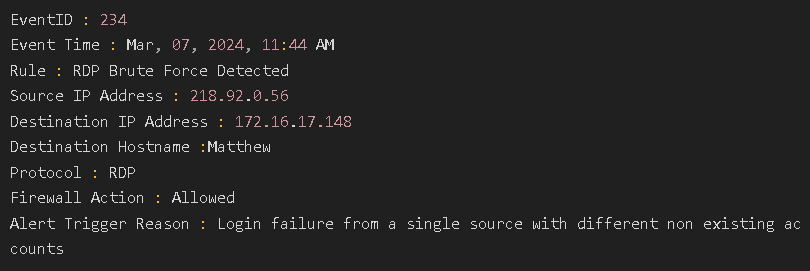 EventID : 234
Event Time : Mar, 07, 2024, 11:44 AM
Rule : RDP Brute Force Detected
Source IP Address : 218.92.0.56
Destination IP Address : 172.16.17.148
Destination Hostname :Matthew
Protocol : RDP
Firewall Action : Allowed
Alert Trigger Reason : Login failure from a single source with different non existing ac
counts